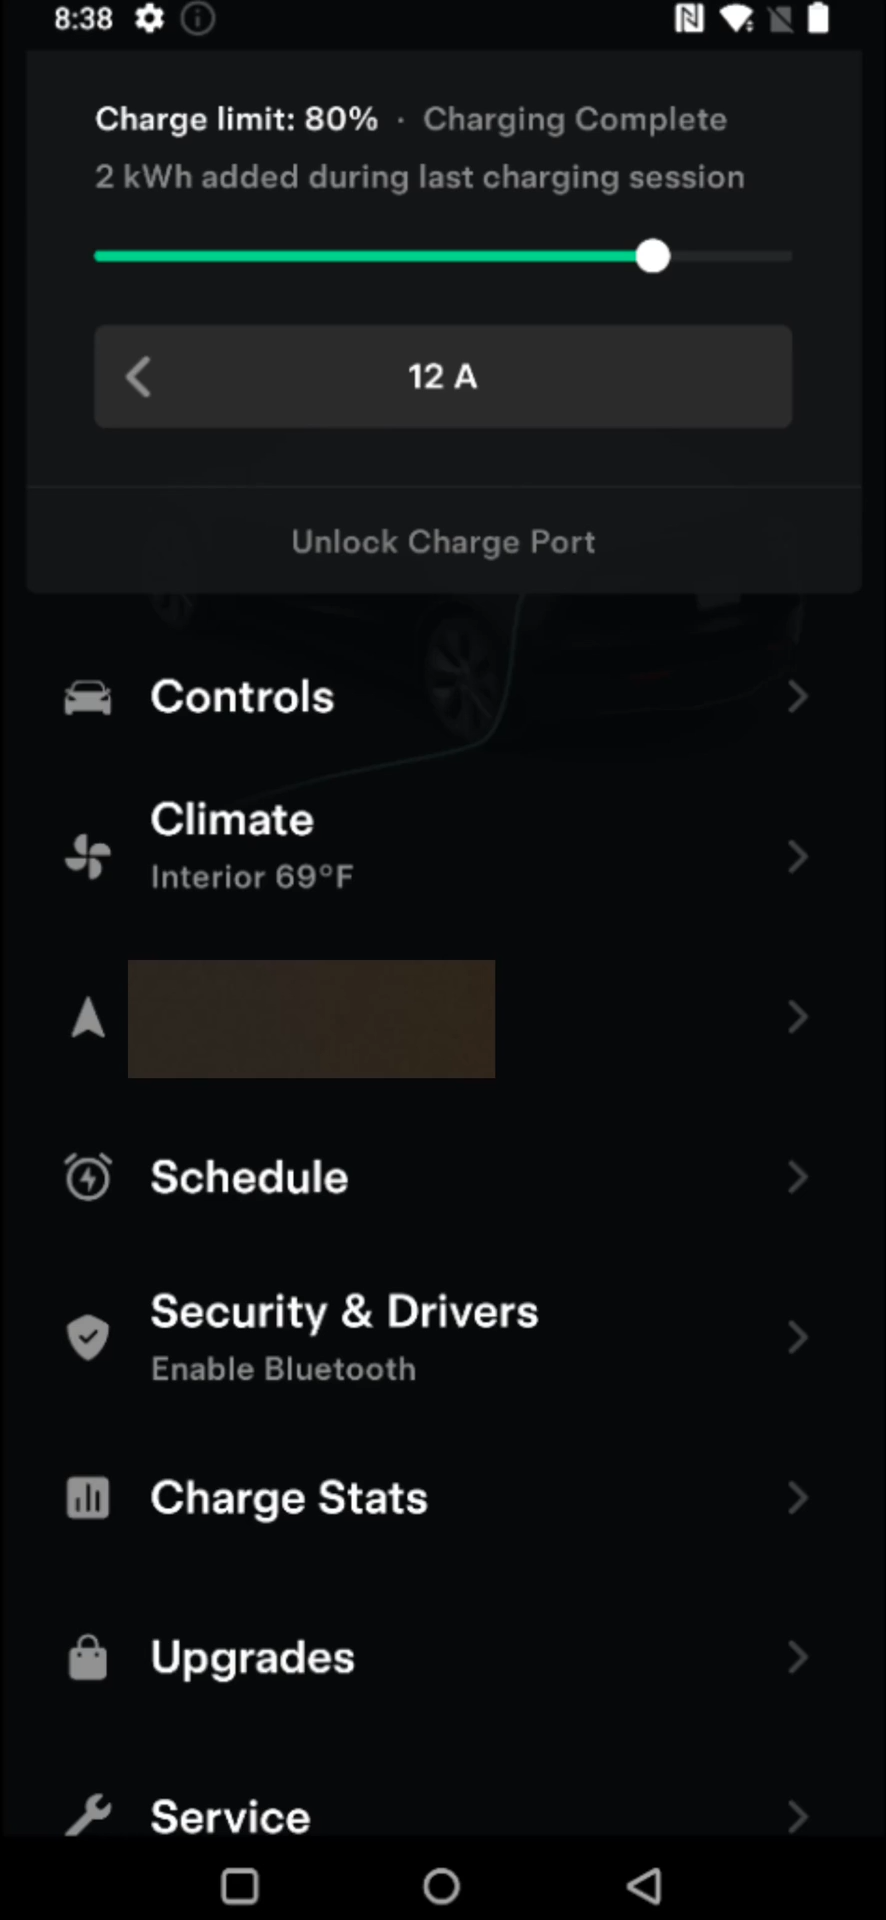 8:38
Charge limit: 80% · Charging Complete
2 kWh added during last charging session
12 A
Unlock Charge Port
Controls
Climate
Interior 69°F
Schedule
Security & Drivers
Enable Bluetooth
Charge Stats
Upgrades
Service